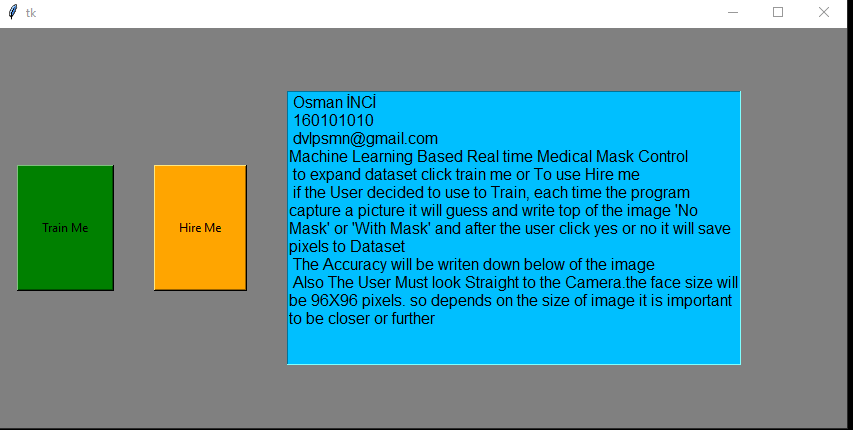 tk
Train Me
Hire Me
Osman İNCİ
160101010
dvlpsmn@gmail.com
Machine Learning Based Real time Medical Mask Control
to expand dataset click train me or To use Hire me
if the User decided to use to Train, each time the program
capture a picture it will guess and write top of the image 'No
Mask' or 'With Mask' and after the user click yes or no it will save
pixels to Dataset
The Accuracy will be writen down below of the image
Also The User Must look Straight to the Camera.the face size will
be 96X96 pixels. so depends on the size of image it is important
to be closer or further